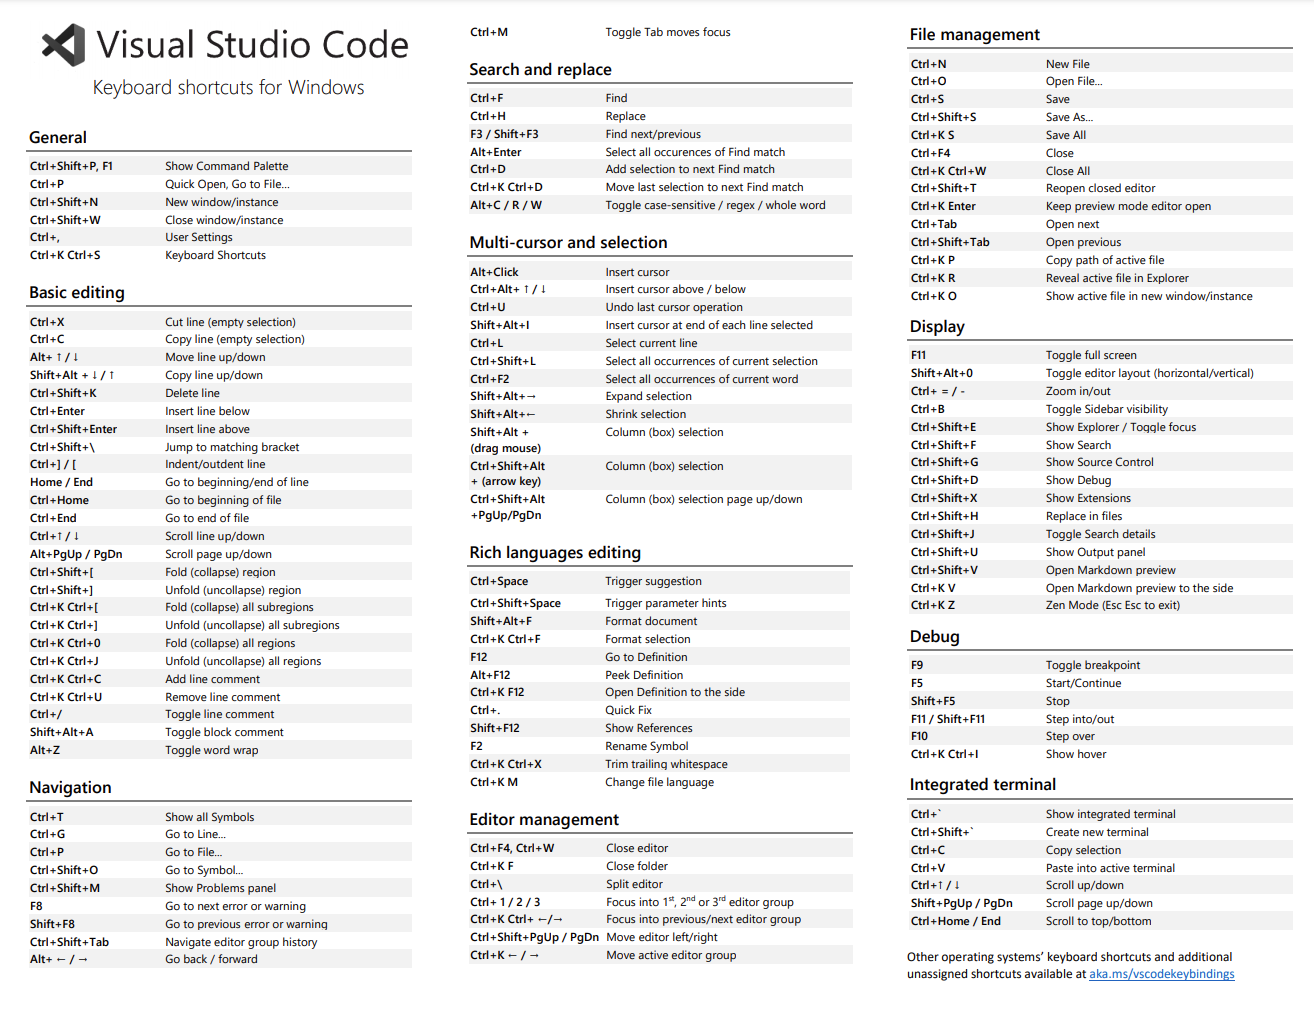 Visual Studio Code
Keyboard shortcuts for Windows
General
Ctrl+Shift+P, F1 Show Command Palette
Ctrl+P Quick Open, Go to File...
Ctrl+Shift+N New window/instance
Ctrl+Shift+W Close window/instance
Ctrl+, User Settings
Ctrl+K Ctrl+S Keyboard Shortcuts
Basic editing
Ctrl+X Cut line (empty selection)
Ctrl+C Copy line (empty selection)
Alt+ ↑ / ↓ Move line up/down
Shift+Alt + ↓ / ↑ Copy line up/down
Ctrl+Shift+K Delete line
Ctrl+Enter Insert line below
Ctrl+Shift+Enter Insert line above
Ctrl+Shift+\ Jump to matching bracket
Ctrl+] / [ Indent/outdent line
Home / End Go to beginning/end of line
Ctrl+Home Go to beginning of file
Ctrl+End Go to end of file
Ctrl+↑ / ↓ Scroll line up/down
Alt+PgUp / PgDn Scroll page up/down
Ctrl+Shift+[ Fold (collapse) region
Ctrl+Shift+] Unfold (uncollapse) region
Ctrl+K Ctrl+[ Fold (collapse) all subregions
Ctrl+K Ctrl+] Unfold (uncollapse) all subregions
Ctrl+K Ctrl+0 Fold (collapse) all regions
Ctrl+K Ctrl+J Unfold (uncollapse) all regions
Ctrl+K Ctrl+C Add line comment
Ctrl+K Ctrl+U Remove line comment
Ctrl+/ Toggle line comment
Shift+Alt+A Toggle block comment
Alt+Z Toggle word wrap
Navigation
Ctrl+T Show all Symbols
Ctrl+G Go to Line...
Ctrl+P Go to File...
Ctrl+Shift+O Go to Symbol...
Ctrl+Shift+M Show Problems panel
F8 Go to next error or warning
Shift+F8 Go to previous error or warning
Ctrl+Shift+Tab Navigate editor group history
Alt+ ← / → Go back / forward
Ctrl+M Toggle Tab moves focus
Search and replace
Ctrl+F Find
Ctrl+H Replace
F3 / Shift+F3 Find next/previous
Alt+Enter Select all occurences of Find match
Ctrl+D Add selection to next Find match
Ctrl+K Ctrl+D Move last selection to next Find match
Alt+C / R / W Toggle case-sensitive / regex / whole word
Multi-cursor and selection
Alt+Click Insert cursor
Ctrl+Alt+ ↑ / ↓ Insert cursor above / below
Ctrl+U Undo last cursor operation
Shift+Alt+I Insert cursor at end of each line selected
Ctrl+L Select current line
Ctrl+Shift+L Select all occurrences of current selection
Ctrl+F2 Select all occurrences of current word
Shift+Alt+→ Expand selection
Shift+Alt+← Shrink selection
Shift+Alt + Column (box) selection
(drag mouse)
Ctrl+Shift+Alt Column (box) selection
+ (arrow key)
Ctrl+Shift+Alt Column (box) selection page up/down
+PgUp/PgDn
Rich languages editing
Ctrl+Space Trigger suggestion
Ctrl+Shift+Space Trigger parameter hints
Shift+Alt+F Format document
Ctrl+K Ctrl+F Format selection
F12 Go to Definition
Alt+F12 Peek Definition
Ctrl+K F12 Open Definition to the side
Ctrl+. Quick Fix
Shift+F12 Show References
F2 Rename Symbol
Ctrl+K Ctrl+X Trim trailing whitespace
Ctrl+K M Change file language
Editor management
Ctrl+F4, Ctrl+W Close editor
Ctrl+K F Close folder
Ctrl+\ Split editor
Ctrl+ 1 / 2 / 3 Focus into 1st, 2nd or 3rd editor group
Ctrl+K Ctrl+ ←/→ Focus into previous/next editor group
Ctrl+Shift+PgUp / PgDn Move editor left/right
Ctrl+K ← / → Move active editor group
File management
Ctrl+N New File
Ctrl+O Open File...
Ctrl+S Save
Ctrl+Shift+S Save As...
Ctrl+K S Save All
Ctrl+F4 Close
Ctrl+K Ctrl+W Close All
Ctrl+Shift+T Reopen closed editor
Ctrl+K Enter Keep preview mode editor open
Ctrl+Tab Open next
Ctrl+Shift+Tab Open previous
Ctrl+K P Copy path of active file
Ctrl+K R Reveal active file in Explorer
Ctrl+K O Show active file in new window/instance
Display
F11 Toggle full screen
Shift+Alt+0 Toggle editor layout (horizontal/vertical)
Ctrl+ = / - Zoom in/out
Ctrl+B Toggle Sidebar visibility
Ctrl+Shift+E Show Explorer / Toggle focus
Ctrl+Shift+F Show Search
Ctrl+Shift+G Show Source Control
Ctrl+Shift+D Show Debug
Ctrl+Shift+X Show Extensions
Ctrl+Shift+H Replace in files
Ctrl+Shift+J Toggle Search details
Ctrl+Shift+U Show Output panel
Ctrl+Shift+V Open Markdown preview
Ctrl+K V Open Markdown preview to the side
Ctrl+K Z Zen Mode (Esc Esc to exit)
Debug
F9 Toggle breakpoint
F5 Start/Continue
Shift+F5 Stop
F11 / Shift+F11 Step into/out
F10 Step over
Ctrl+K Ctrl+I Show hover
Integrated terminal
Ctrl+` Show integrated terminal
Ctrl+Shift+` Create new terminal
Ctrl+C Copy selection
Ctrl+V Paste into active terminal
Ctrl+↑ / ↓ Scroll up/down
Shift+PgUp / PgDn Scroll page up/down
Ctrl+Home / End Scroll to top/bottom
Other operating systems' keyboard shortcuts and additional
unassigned shortcuts available at aka.ms/vscodekeybindings